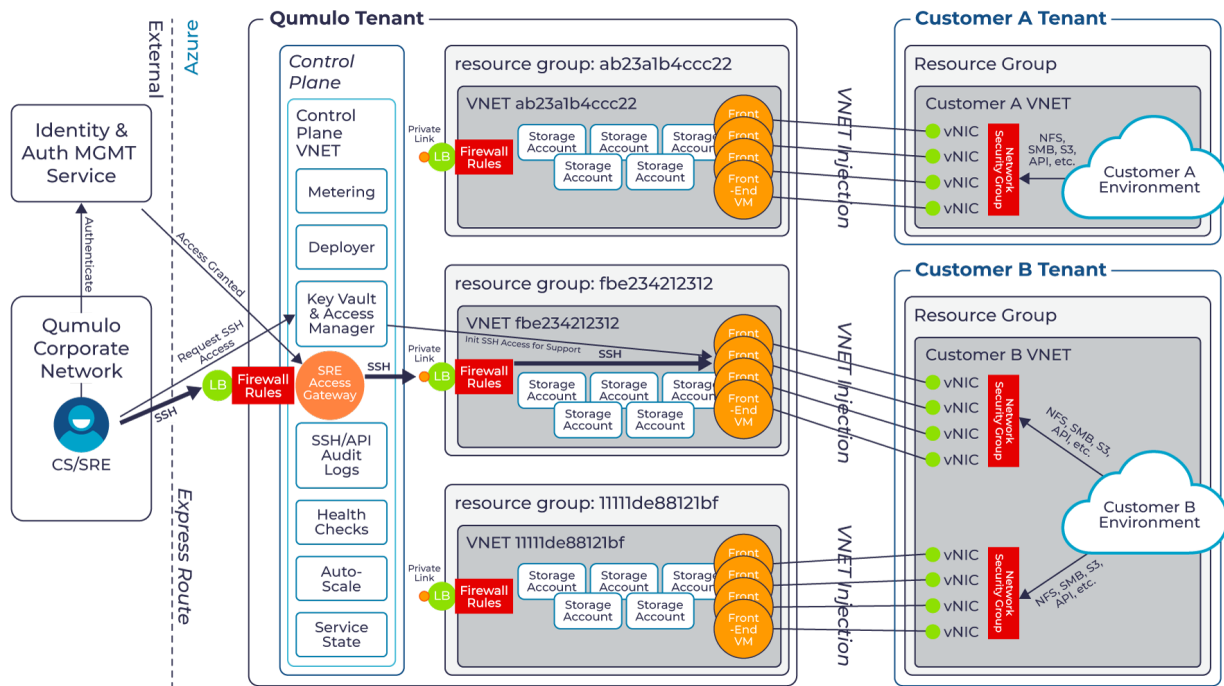 External
Azure
Identity &
Auth MGMT
Service
Authenticate
Access Granted
Qumulo
Corporate
Network
CS/SRE
Request SSH
Access
SSH
LB
Firewall
Rules
Express Route
Qumulo Tenant
Control
Plane
Control
Plane
VNET
Metering
Deployer
Key Vault
& Access
Manager
SRE
Access
Gateway
SSH/API
Audit
Logs
Health
Checks
Auto-
Scale
Service
State
SSH
resource group: ab23a1b4ccc22
VNET ab23a1b4ccc22
Private
Link
LB
Firewall
Rules
Storage
Account
Storage
Account
Storage
Account
Storage
Account
Storage
Account
Front
Front
Front
Front
-End
VM
resource group: fbe234212312
VNET fbe234212312
Init SSH Access for Support
SSH
Private
Link
LB
Firewall
Rules
Storage
Account
Storage
Account
Storage
Account
Storage
Account
Storage
Account
Front
Front
Front
Front
-End
VM
resource group: 11111de88121bf
VNET 11111de88121bf
Private
Link
LB
Firewall
Rules
Storage
Account
Storage
Account
Storage
Account
Storage
Account
Storage
Account
Front
Front
Front
Front
-End
VM
VNET Injection
VNET Injection
VNET Injection
Customer A Tenant
Resource Group
Customer A VNET
vNIC
vNIC
vNIC
vNIC
Network
Security Group
NFS,
SMB, S3,
API, etc.
Customer A
Environment
Customer B Tenant
Resource Group
Customer B VNET
vNIC
vNIC
vNIC
vNIC
Network
Security Group
NFS, SMB, S3,
API, etc.
Customer B
Environment
vNIC
vNIC
vNIC
vNIC
Network
Security Group
NFS, SMB, S3,
API, etc.